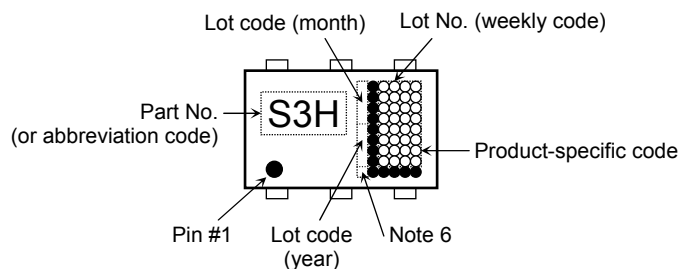 Lot code (month)
Lot No. (weekly code)
Part No.
(or abbreviation code)
S3H
Product-specific code
Pin #1
Lot code
(year)
Note 6